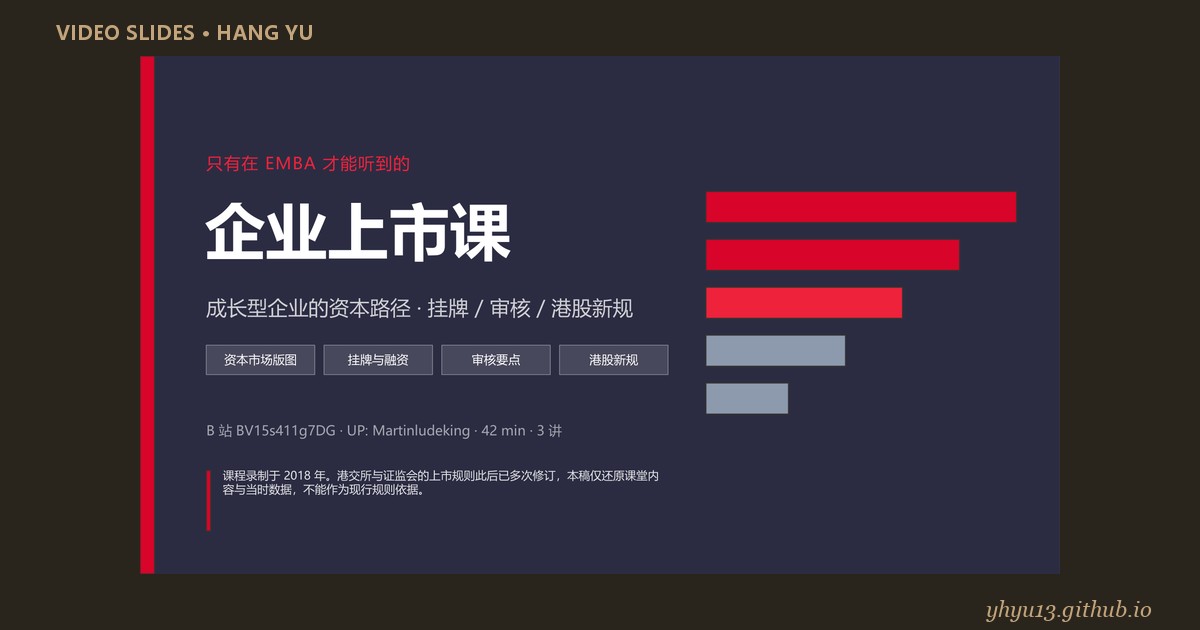 VIDEO SLIDES • HANG YU
只有在 EMBA 才能听到的
企业上市课
成长型企业的资本路径 · 挂牌 / 审核 / 港股新规
资本市场版图
挂牌与融资
审核要点
港股新规
B 站 BV15s411g7DG · UP: Martinludeking · 42 min · 3 讲
课程录制于 2018 年。港交所与证监会的上市规则此后已多次修订，本稿仅还原课堂内
容与当时数据，不能作为现行规则依据。
yhyu13.github.io